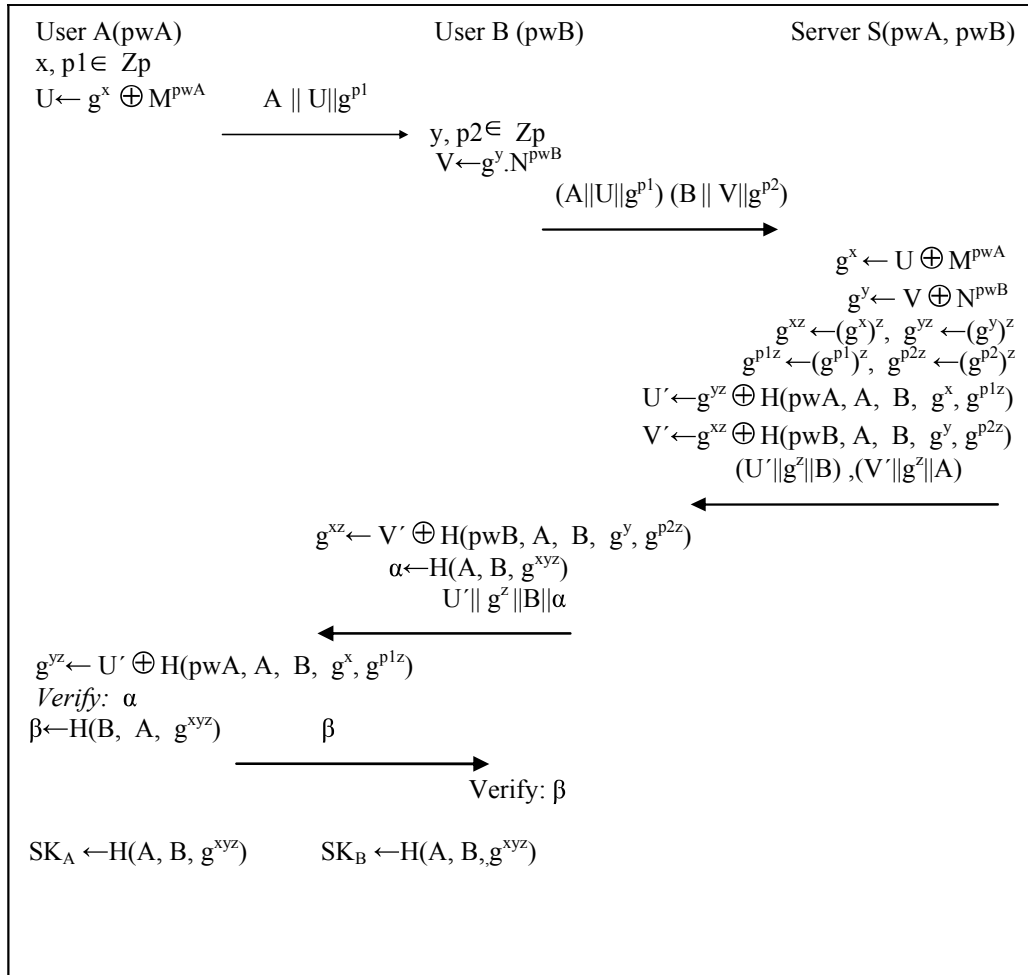 User A(pwA) User B (pwB) Server S(pwA, pwB)
x, p1∈ Zp
U← g^x ⊕ M^pwA A || U||g^p1
y, p2∈ Zp
V←g^y.N^pwB
(A||U||g^p1) (B || V||g^p2)
g^x ← U ⊕ M^pwA
g^y← V ⊕ N^pwB
g^xz ←(g^x)^z, g^yz ←(g^y)^z
g^p1z ←(g^p1)^z, g^p2z ←(g^p2)^z
U´←g^yz ⊕ H(pwA, A, B, g^x, g^p1z)
V´←g^xz ⊕ H(pwB, A, B, g^y, g^p2z)
(U´||g^z||B) ,(V´||g^z||A)
g^xz← V´ ⊕ H(pwB, A, B, g^y, g^p2z)
α←H(A, B, g^xyz)
U´|| g^z ||B||α
g^yz← U´ ⊕ H(pwA, A, B, g^x, g^p1z)
Verify: α
β←H(B, A, g^xyz) β
Verify: β
SK_A ←H(A, B, g^xyz) SK_B ←H(A, B,,g^xyz)